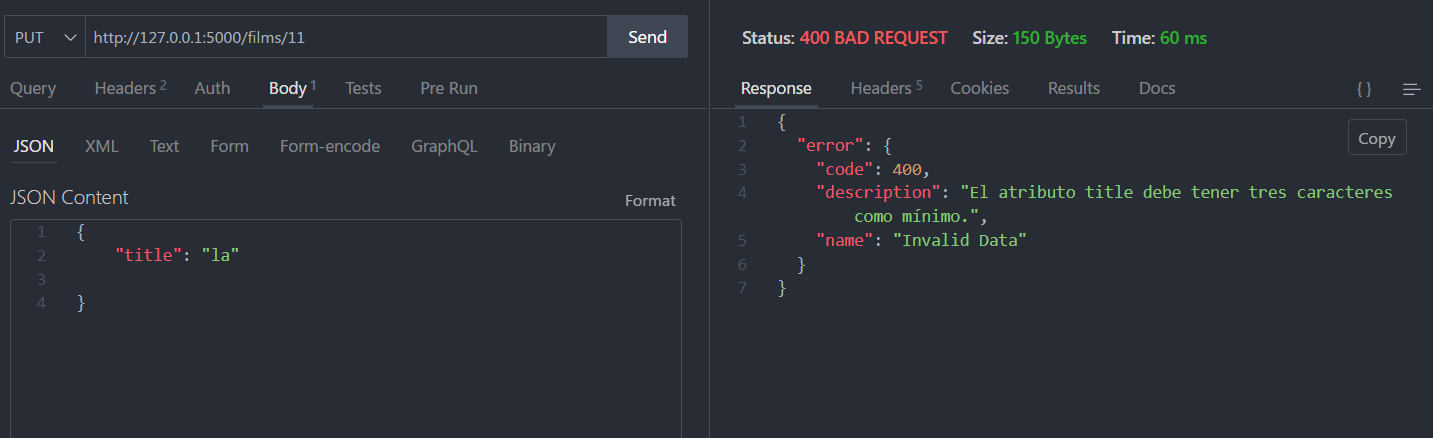 PUT http://127.0.0.1:5000/films/11 Send
Query Headers 2 Auth Body 1 Tests Pre Run
JSON XML Text Form Form-encode GraphQL Binary
JSON Content Format
1 {
2 "title": "la"
3
4 }
Status: 400 BAD REQUEST Size: 150 Bytes Time: 60 ms
Response Headers 5 Cookies Results Docs { }
Copy
1 {
2 "error": {
3 "code": 400,
4 "description": "El atributo title debe tener tres caracteres
como mínimo.",
5 "name": "Invalid Data"
6 }
7 }